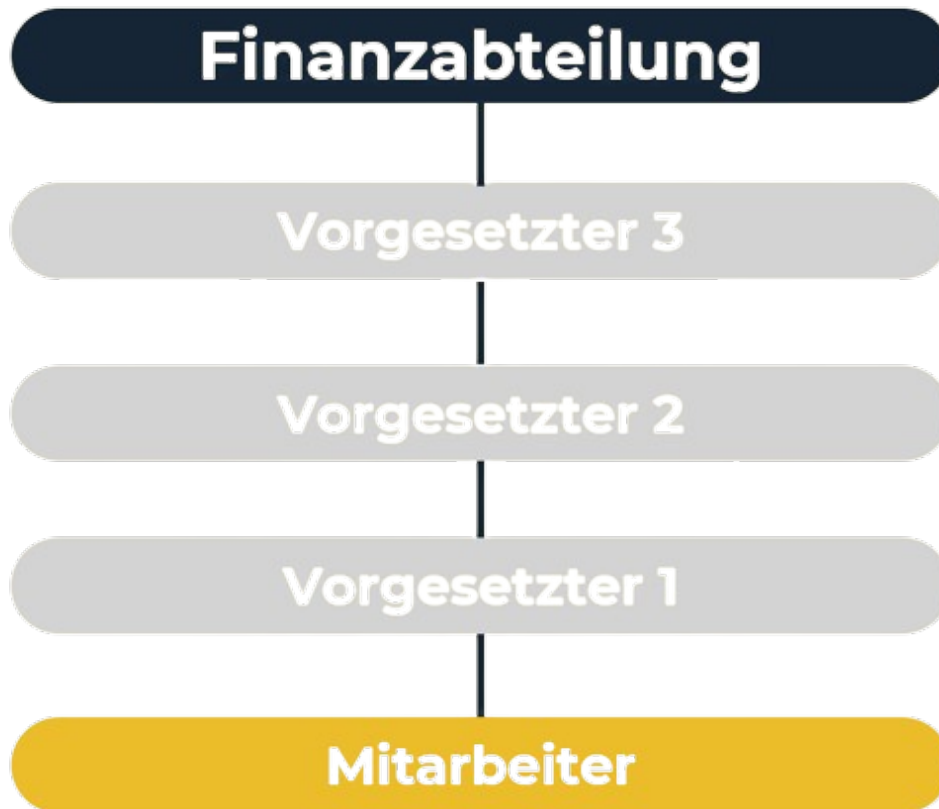 Finanzabteilung
Vorgesetzter 3
Vorgesetzter 2
Vorgesetzter 1
Mitarbeiter